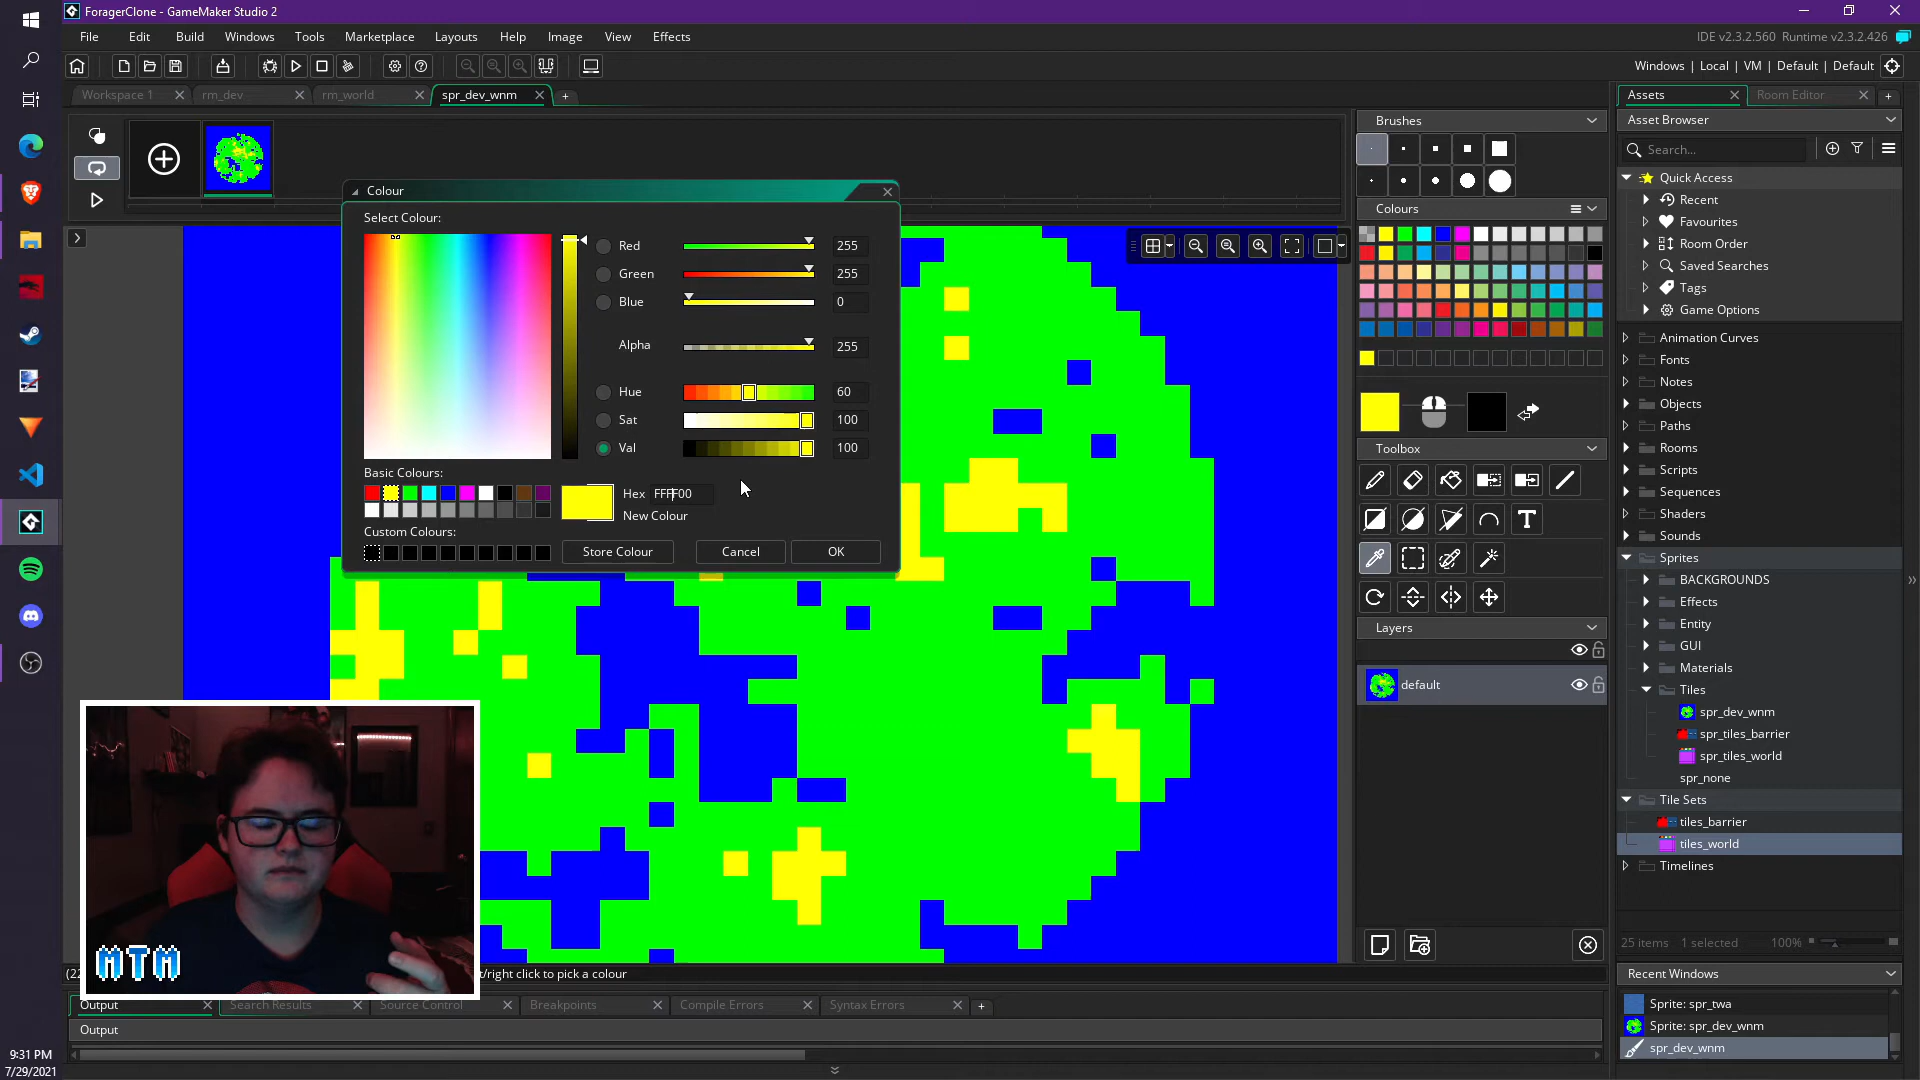 ForagerClone - GameMaker Studio 2
File Edit Build Windows Tools Marketplace Layouts Help Image View Effects
IDE v2.3.2.560 Runtime v2.3.2.426
Windows | Local | VM | Default | Default
Workspace 1 rm_dev rm_world spr_dev_wnm
Assets Room Editor
Asset Browser
Search...
Quick Access
Recent
Favourites
Room Order
Saved Searches
Tags
Game Options
Animation Curves
Fonts
Notes
Objects
Paths
Rooms
Scripts
Sequences
Shaders
Sounds
Sprites
BACKGROUNDS
Effects
Entity
GUI
Materials
Tiles
spr_dev_wnm
spr_tiles_barrier
spr_tiles_world
spr_none
Tile Sets
tiles_barrier
tiles_world
Timelines
25 items 1 selected 100%
Recent Windows
Sprite: spr_twa
Sprite: spr_dev_wnm
spr_dev_wnm
Brushes
Colours
Toolbox
T
Layers
default
Colour
Select Colour:
Red 255
Green 255
Blue 0
Alpha 255
Hue 60
Sat 100
Val 100
Basic Colours:
Hex FFFF00
New Colour
Custom Colours:
Store Colour Cancel OK
MTM
(22
t/right click to pick a colour
Output Search Results Source Control Breakpoints Compile Errors Syntax Errors
Output
9:31 PM
7/29/2021